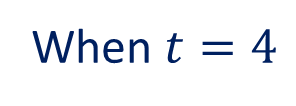 When t = 4